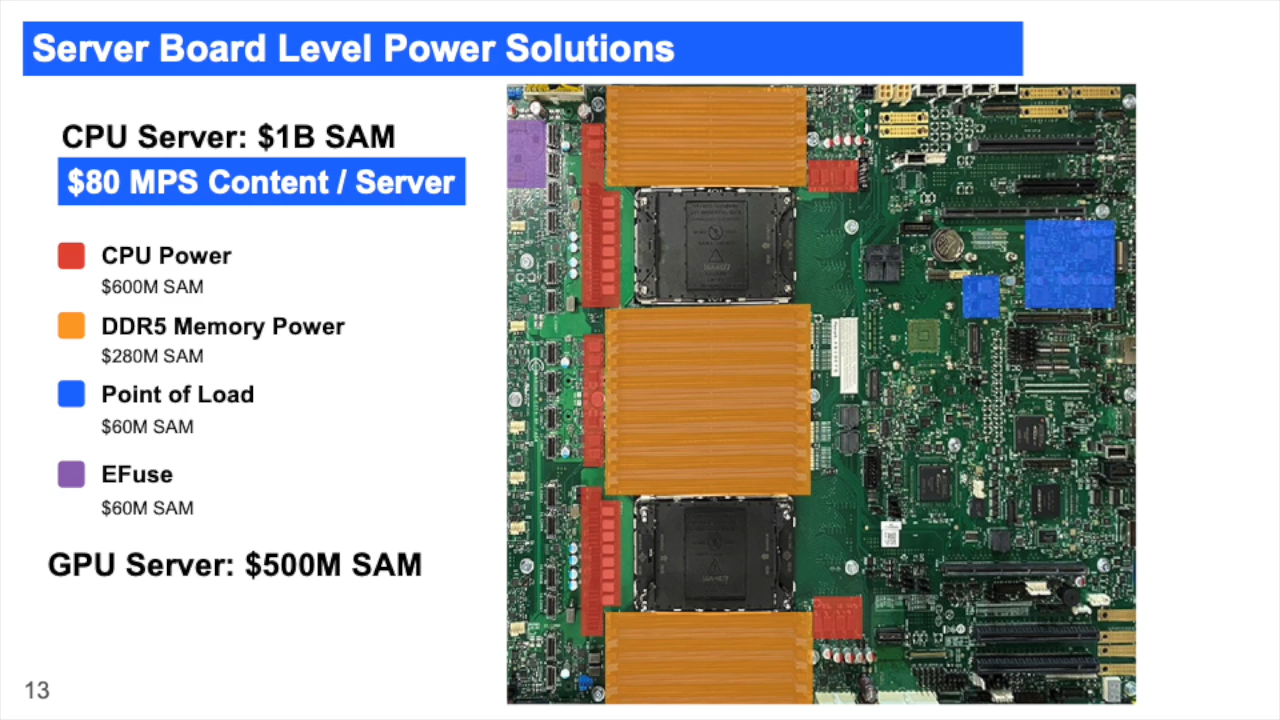 Server Board Level Power Solutions
CPU Server: $1B SAM
$80 MPS Content / Server
CPU Power
$600M SAM
DDR5 Memory Power
$280M SAM
Point of Load
$60M SAM
EFuse
$60M SAM
GPU Server: $500M SAM
13